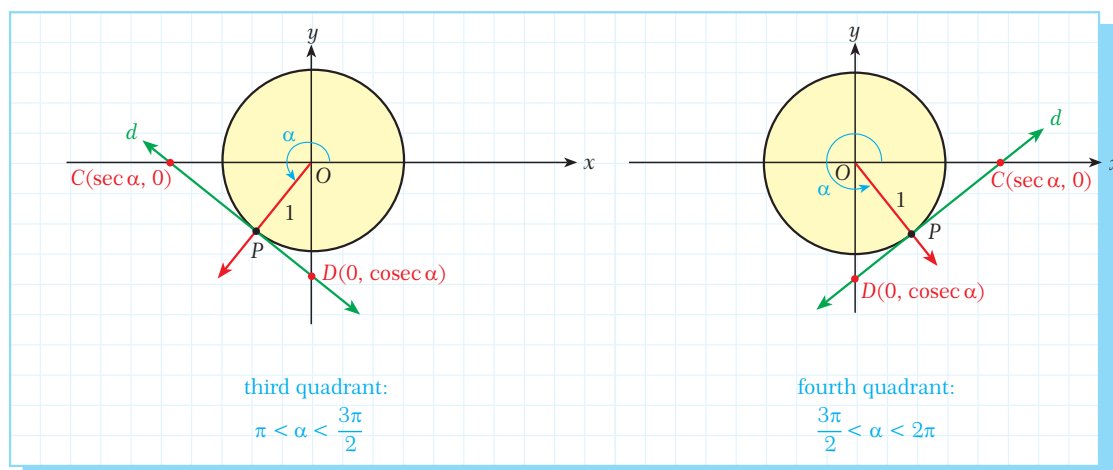 y
d
α
x
C(sec α, 0)
O
1
P
D(0, cosec α)
third quadrant:
π < α < 3π/2
y
d
x
O
C(sec α, 0)
α
1
P
D(0, cosec α)
fourth quadrant:
3π/2 < α < 2π